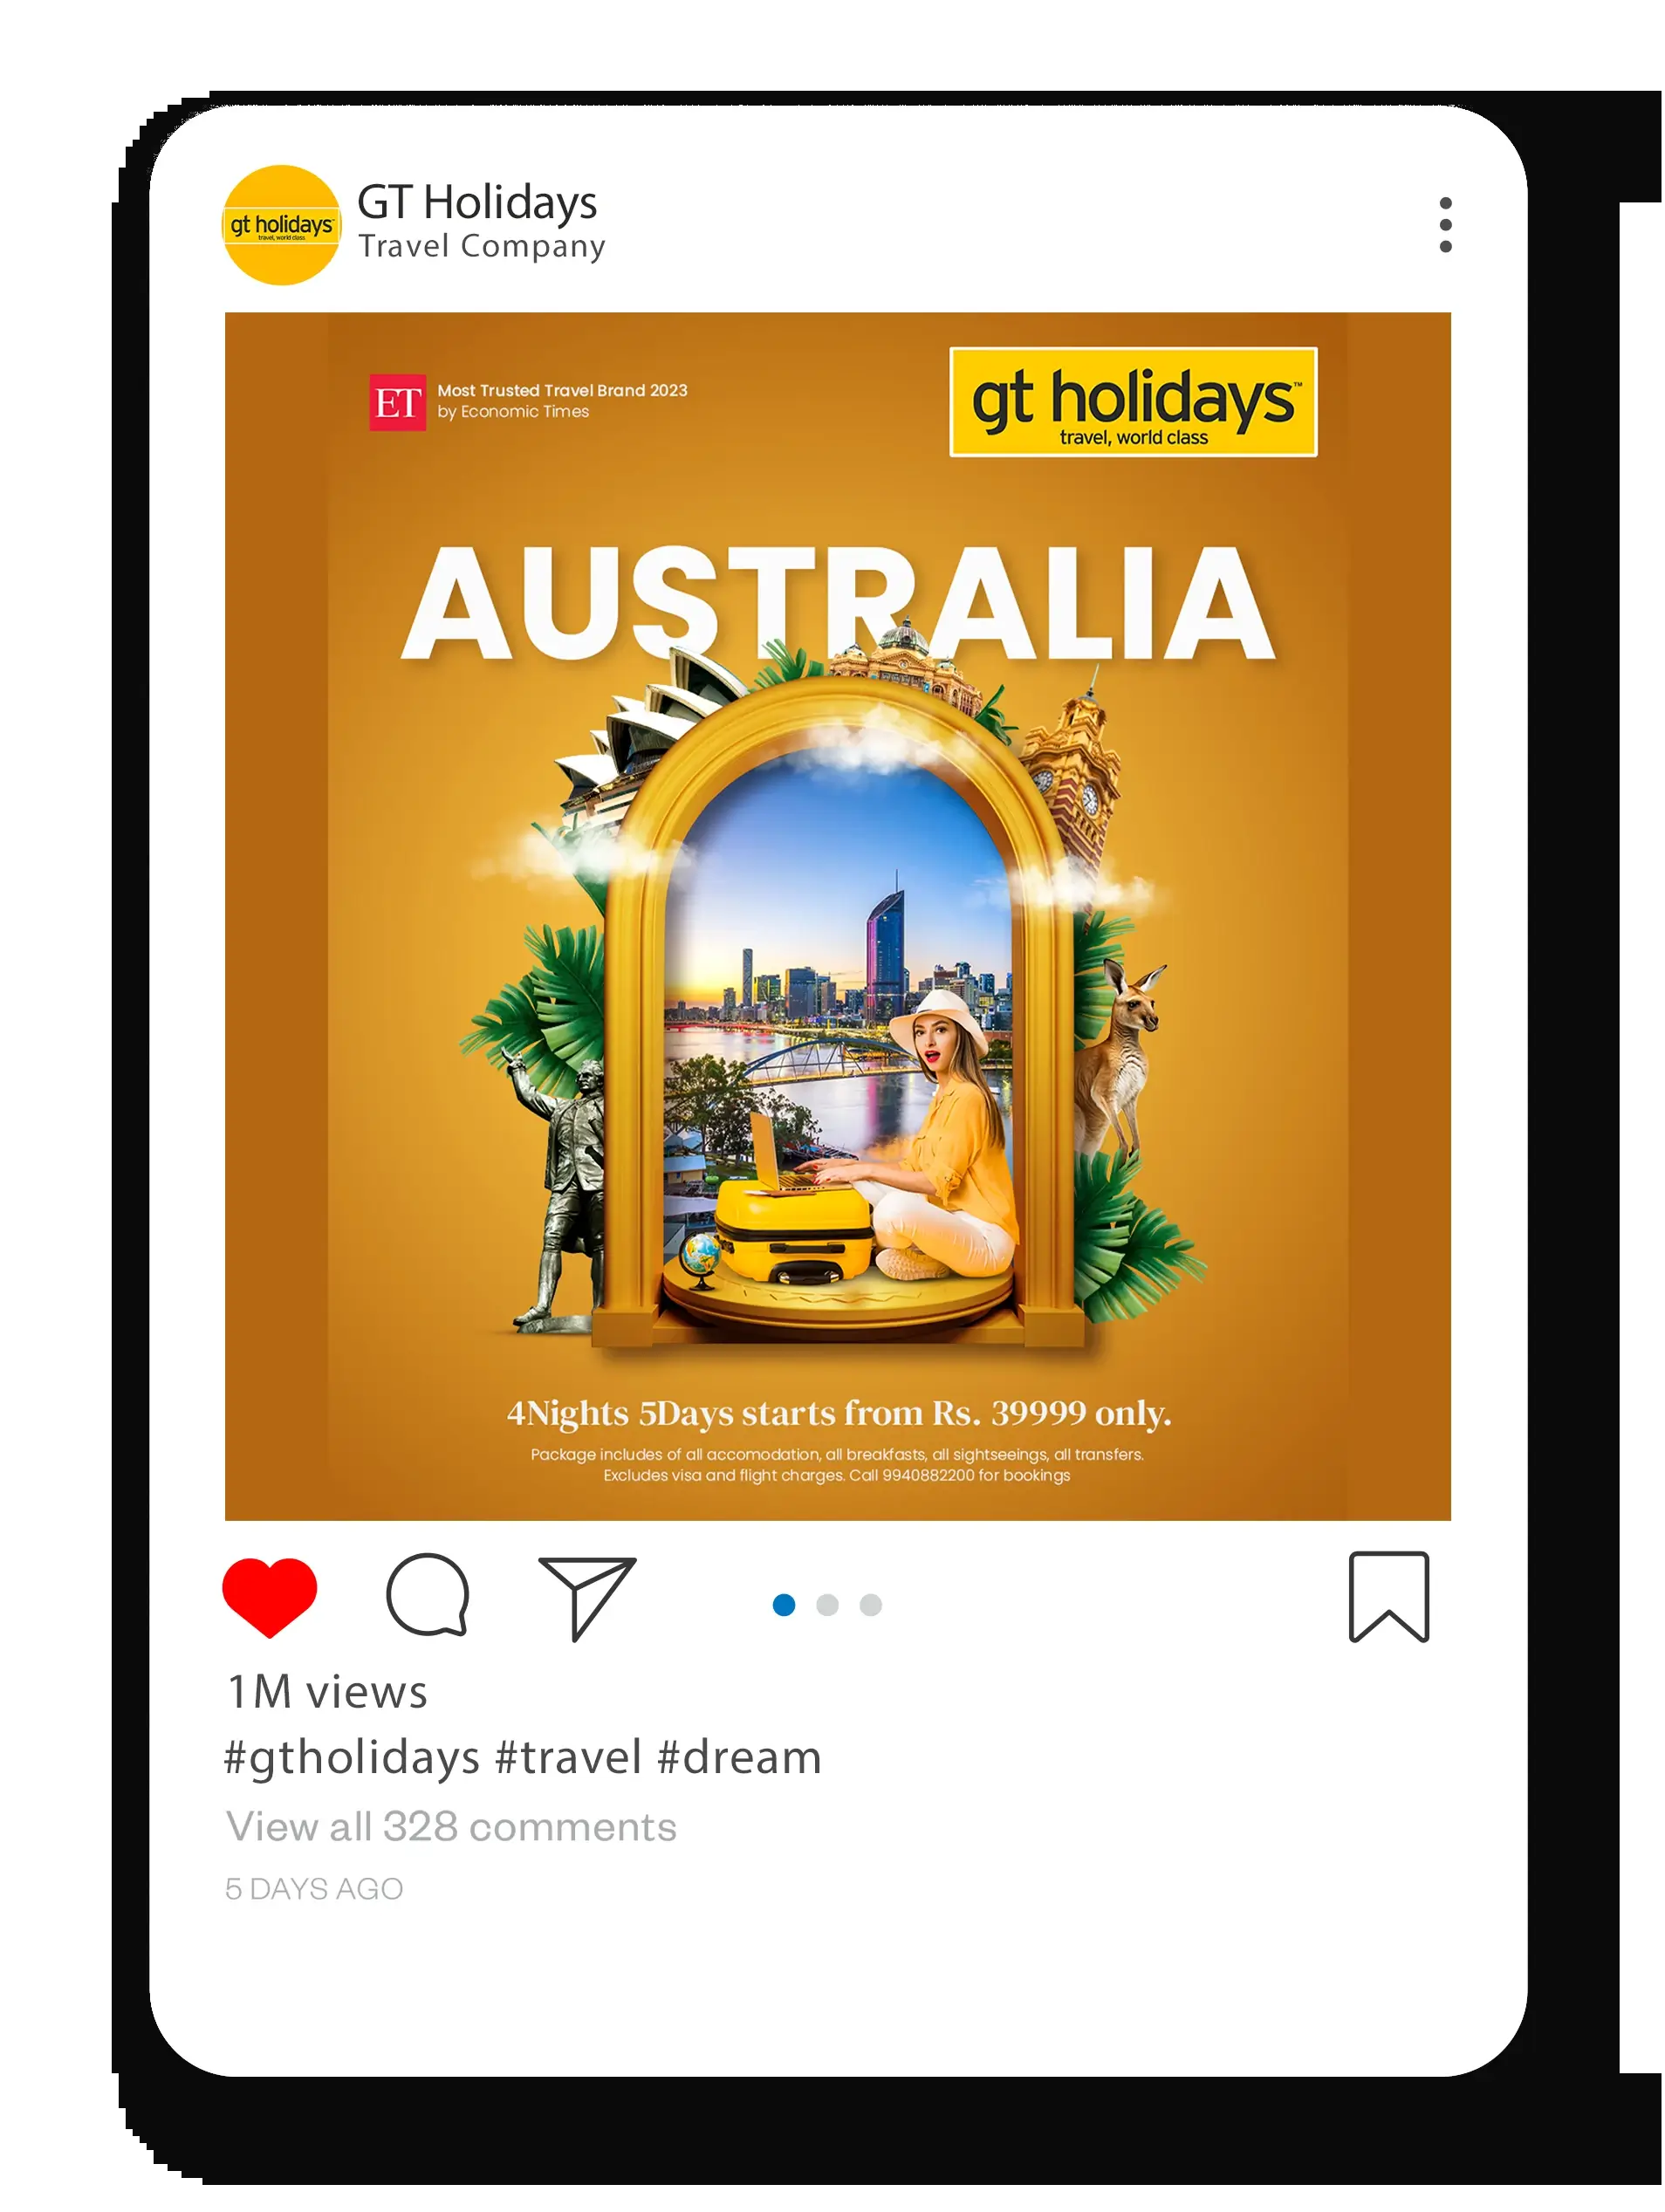 gt holidays
travel, world class
GT Holidays
Travel Company
ET
Most Trusted Travel Brand 2023
by Economic Times
gt holidays™
travel, world class
AUSTRALIA
4Nights 5Days starts from Rs. 39999 only.
Package includes of all accomodation, all breakfasts, all sightseeings, all transfers.
Excludes visa and flight charges. Call 9940882200 for bookings
1M views
#gtholidays #travel #dream
View all 328 comments
5 DAYS AGO